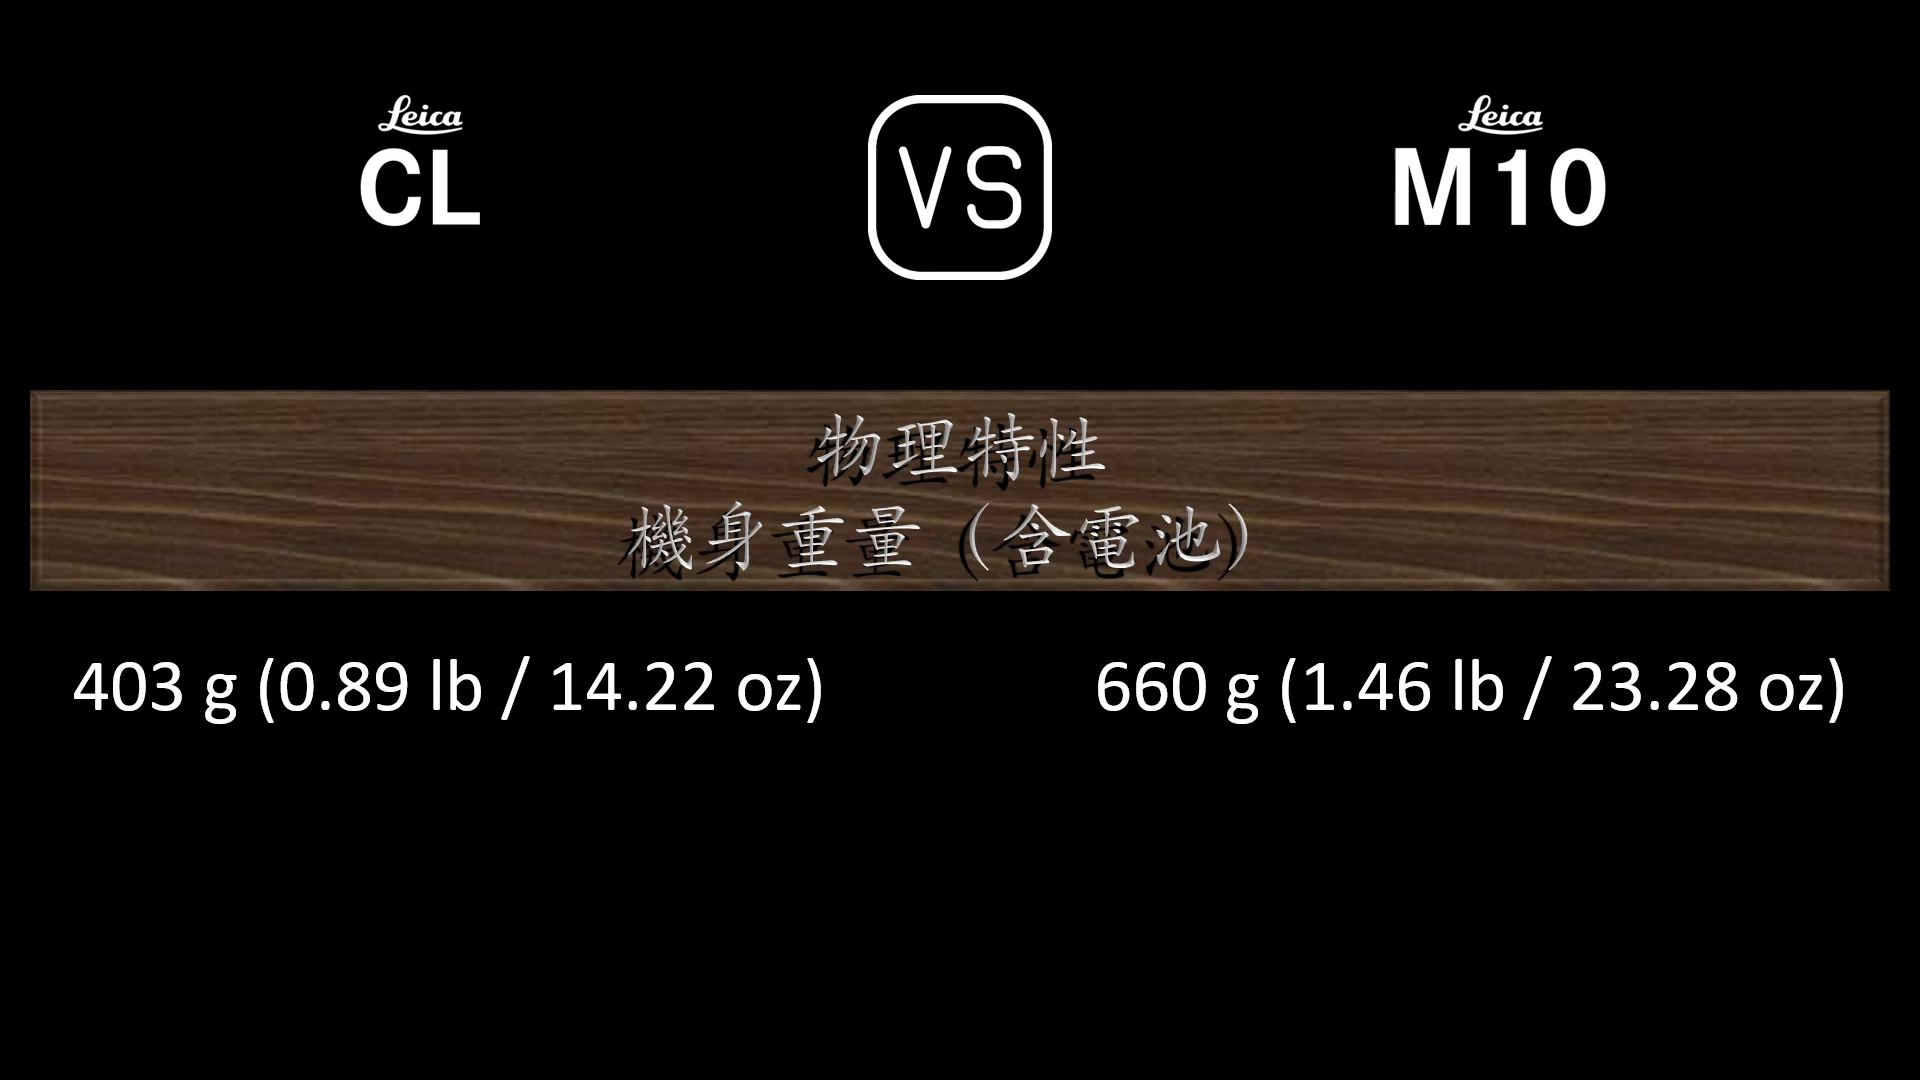 Leica
CL
VS
Leica
M10
物理特性
機身重量（含電池）
403 g (0.89 lb / 14.22 oz)
660 g (1.46 lb / 23.28 oz)